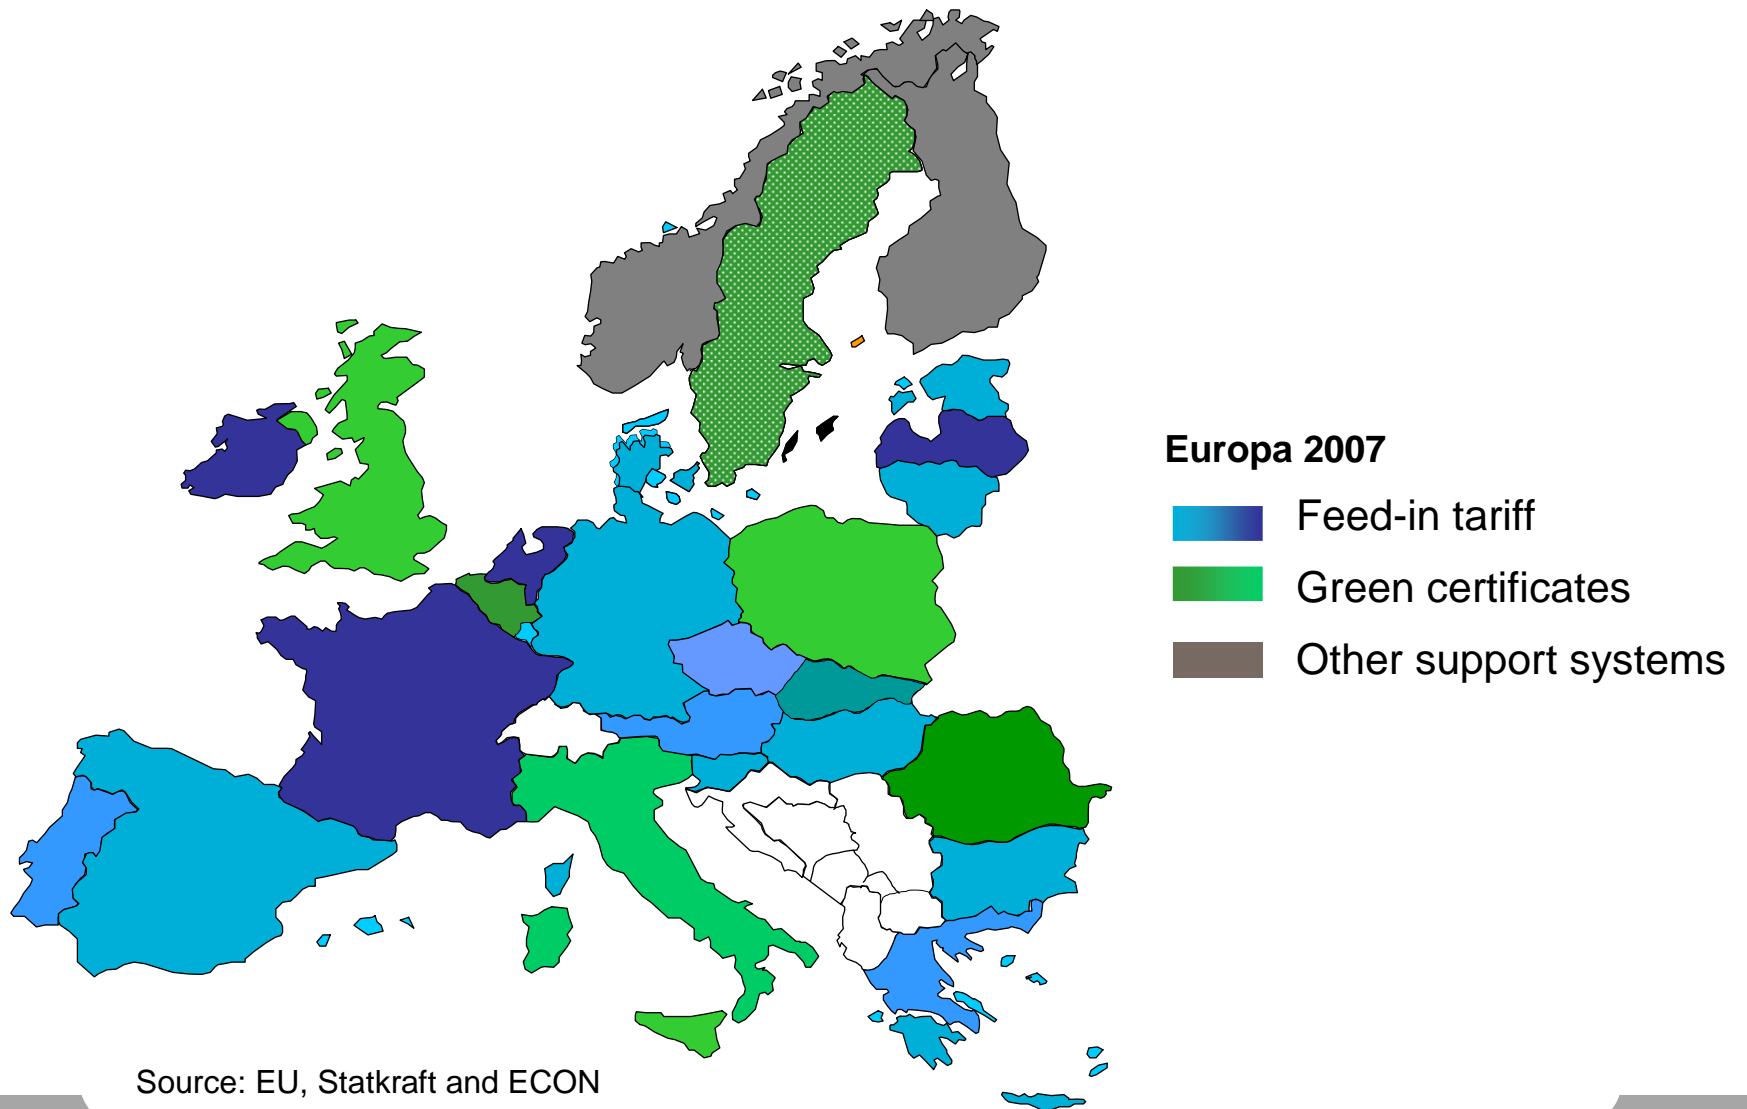 Europa 2007
Feed-in tariff
Green certificates
Other support systems
Source: EU, Statkraft and ECON